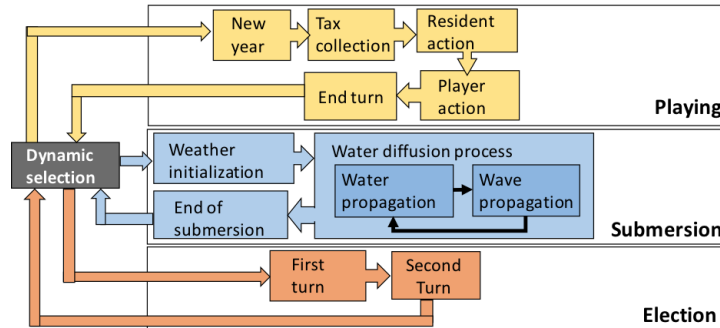 New
year
Tax
collection
Resident
action
End turn
Player
action
Playing
Dynamic
selection
Weather
initialization
Water diffusion process
Water
propagation
Wave
propagation
End of
submersion
Submersion
First
turn
Second
Turn
Election